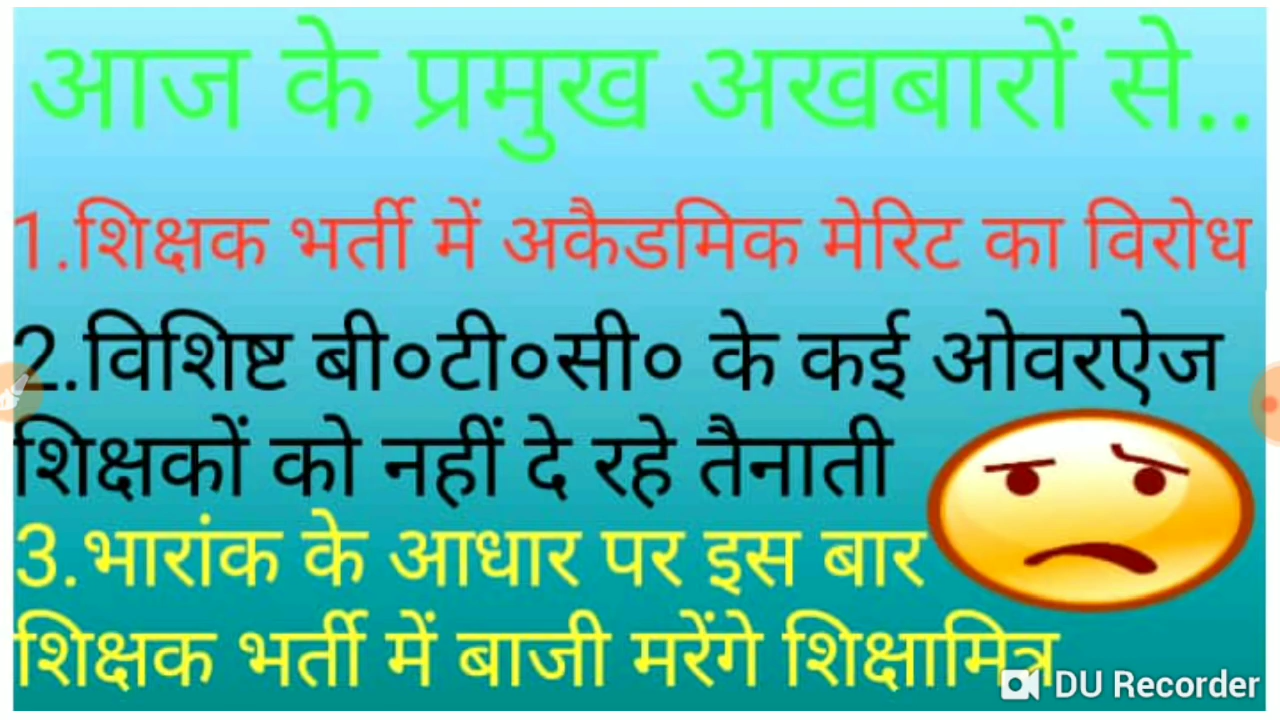 आज के प्रमुख अखबारों से..
1.शिक्षक भर्ती में अकैडमिक मेरिट का विरोध
2.विशिष्ट बी०टी०सी० के कई ओवरऐज
शिक्षकों को नहीं दे रहे तैनाती
3.भारांक के आधार पर इस बार
शिक्षक भर्ती में बाजी मरेंगे शिक्षामित्र
DU Recorder